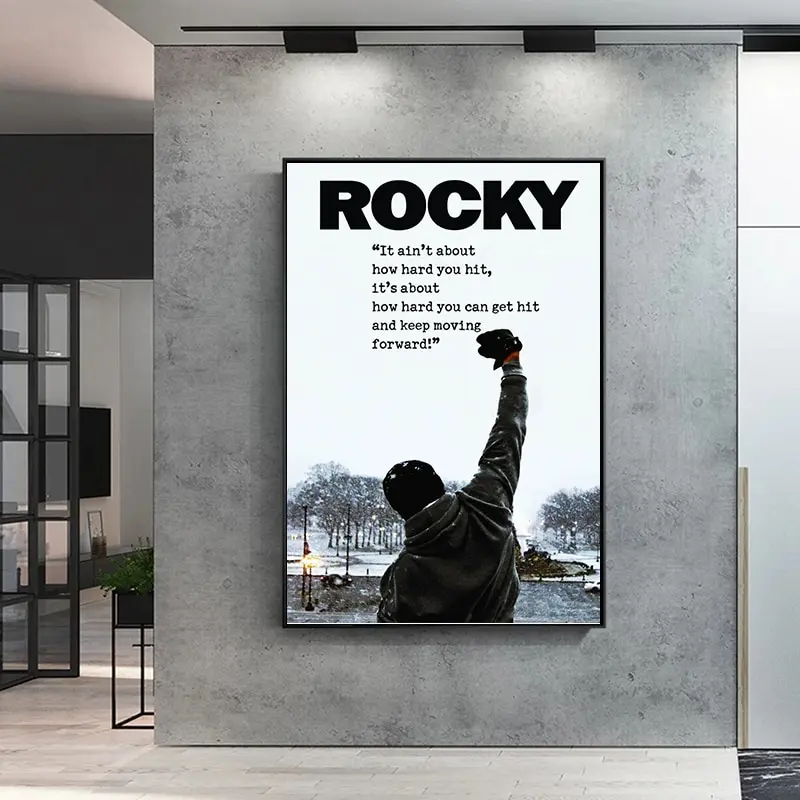 ROCKY
“It ain’t about
how hard you hit,
it’s about
how hard you can get hit
and keep moving
forward!”